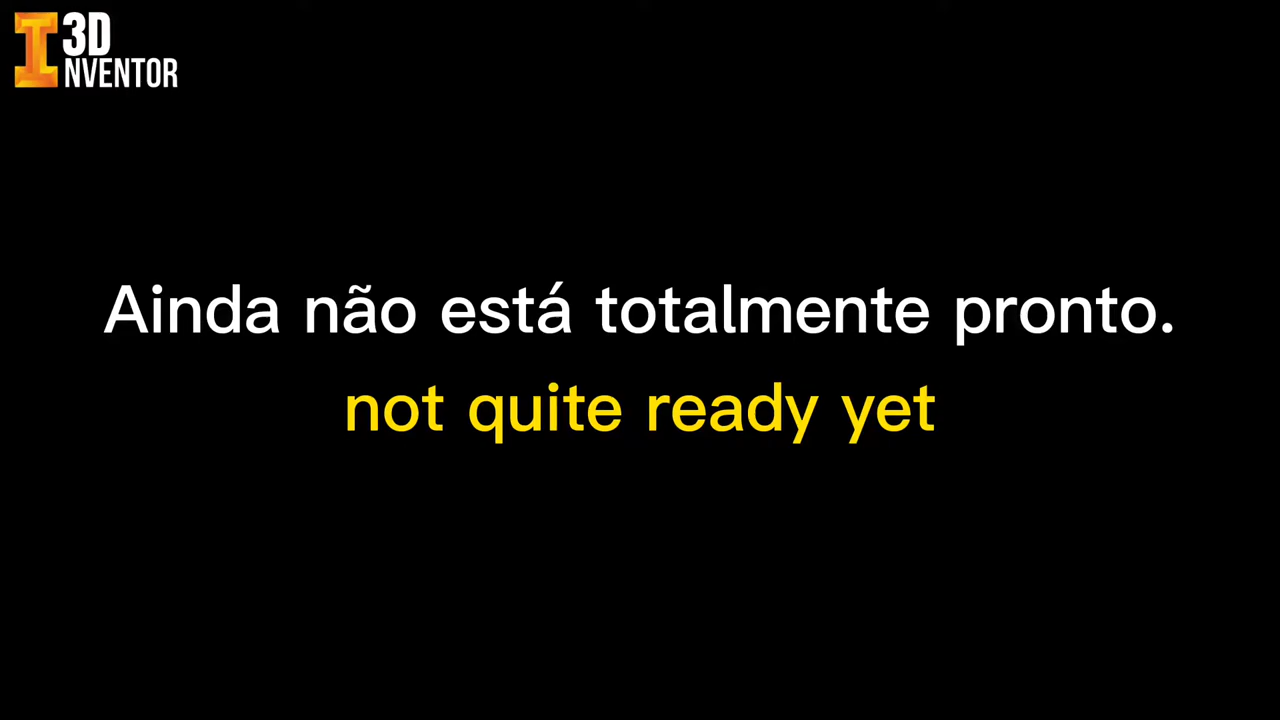 I 3D
NVENTOR
Ainda não está totalmente pronto.
not quite ready yet